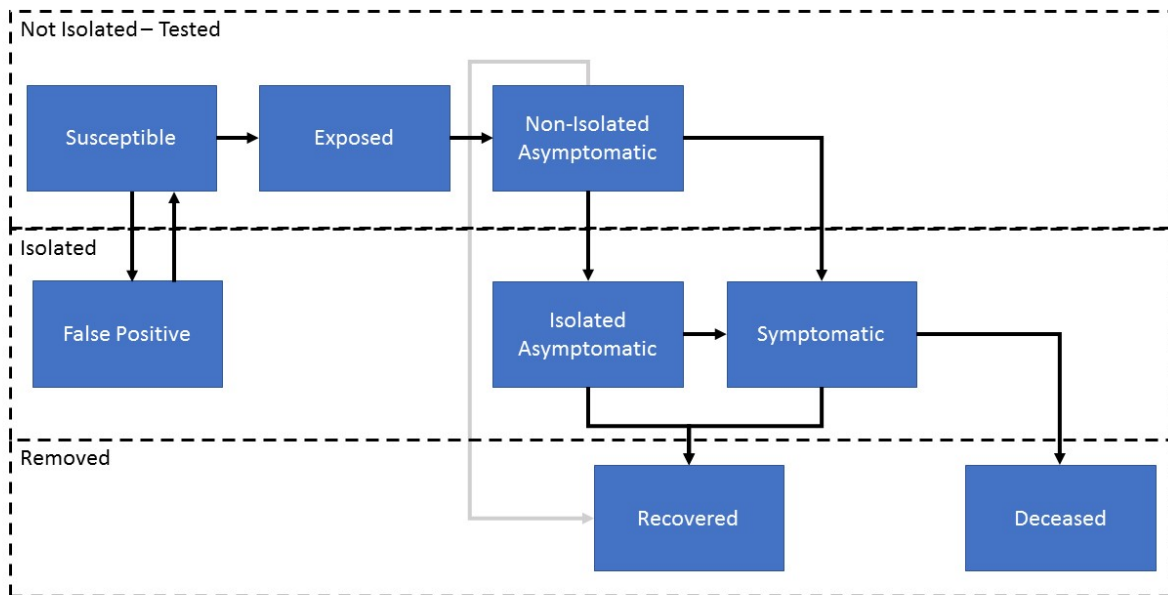 Not Isolated – Tested
Susceptible
Exposed
Non-Isolated
Asymptomatic
Isolated
False Positive
Isolated
Asymptomatic
Symptomatic
Removed
Recovered
Deceased